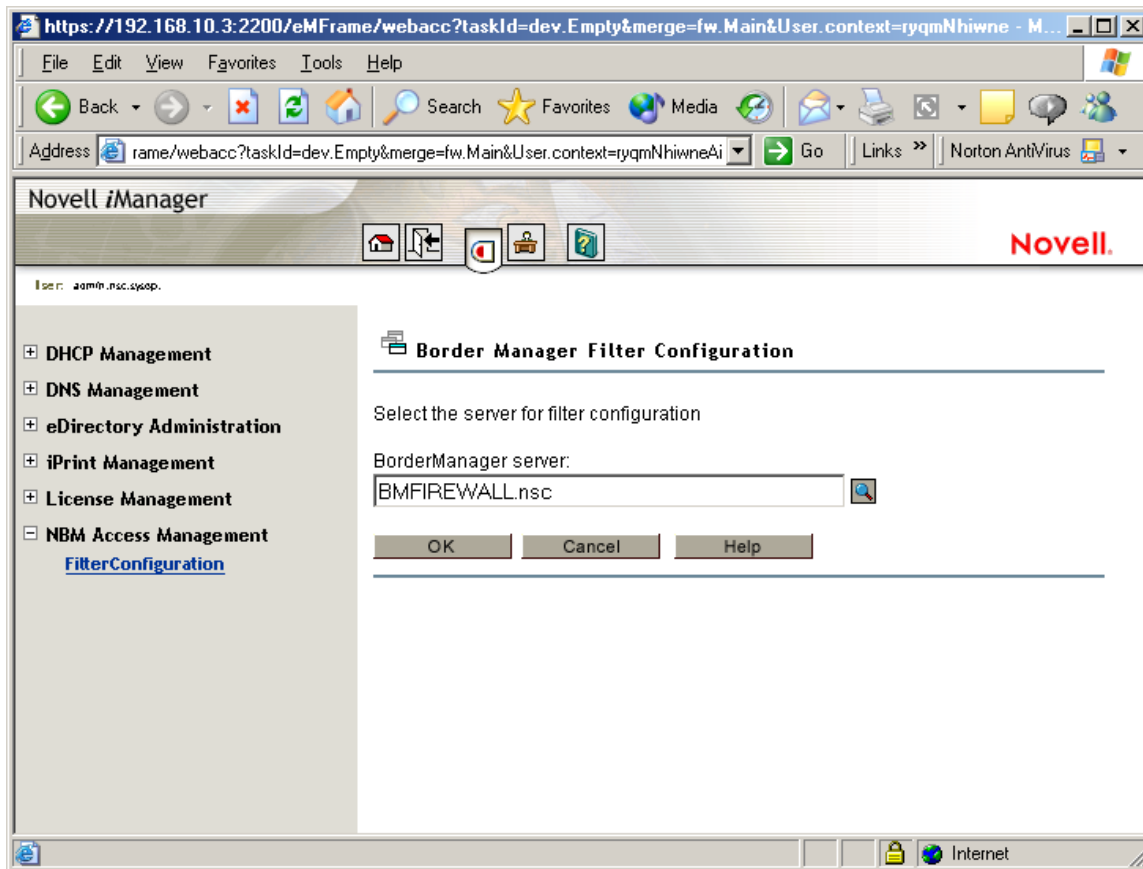 https://192.168.10.3:2200/eMFrame/webacc?taskId=dev.Empty&merge=fw.Main&User.context=ryqmNhiwne - M...
File Edit View Favorites Tools Help
Back Search Favorites Media
Address rame/webacc?taskId=dev.Empty&merge=fw.Main&User.context=ryqmNhiwneAi Go Links » Norton AntiVirus
Novell iManager
Novell.
User: admin.nsc.sysop.
DHCP Management
DNS Management
eDirectory Administration
iPrint Management
License Management
NBM Access Management
FilterConfiguration
Border Manager Filter Configuration
Select the server for filter configuration
BorderManager server:
BMFIREWALL.nsc
OK Cancel Help
Internet